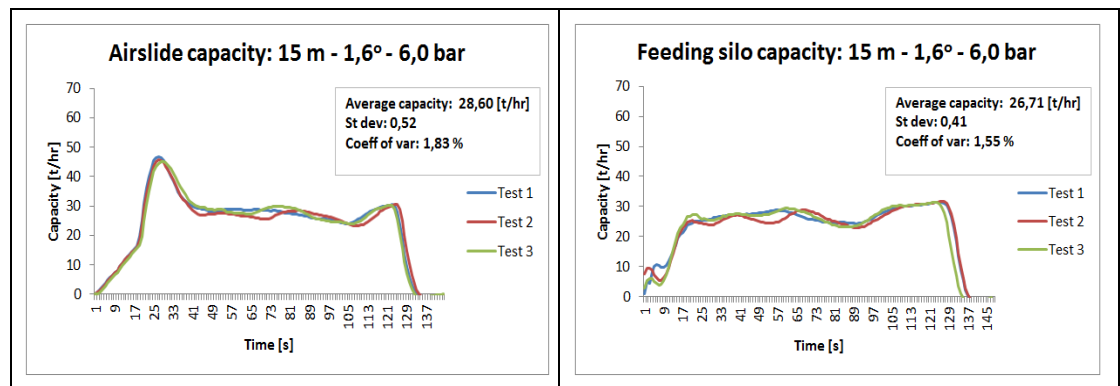 Airslide capacity: 15 m - 1,6º - 6,0 bar
Average capacity: 28,60 [t/hr]
St dev: 0,52
Coeff of var: 1,83 %
Capacity [t/hr]
70
60
50
40
30
20
10
0
1 9 17 25 33 41 49 57 65 73 81 89 97 105 113 121 129 137
Time [s]
Test 1
Test 2
Test 3
Feeding silo capacity: 15 m - 1,6º - 6,0 bar
Average capacity: 26,71 [t/hr]
St dev: 0,41
Coeff of var: 1,55 %
Capacity [t/hr]
70
60
50
40
30
20
10
0
1 9 17 25 33 41 49 57 65 73 81 89 97 105 113 121 129 137 145
Time [s]
Test 1
Test 2
Test 3